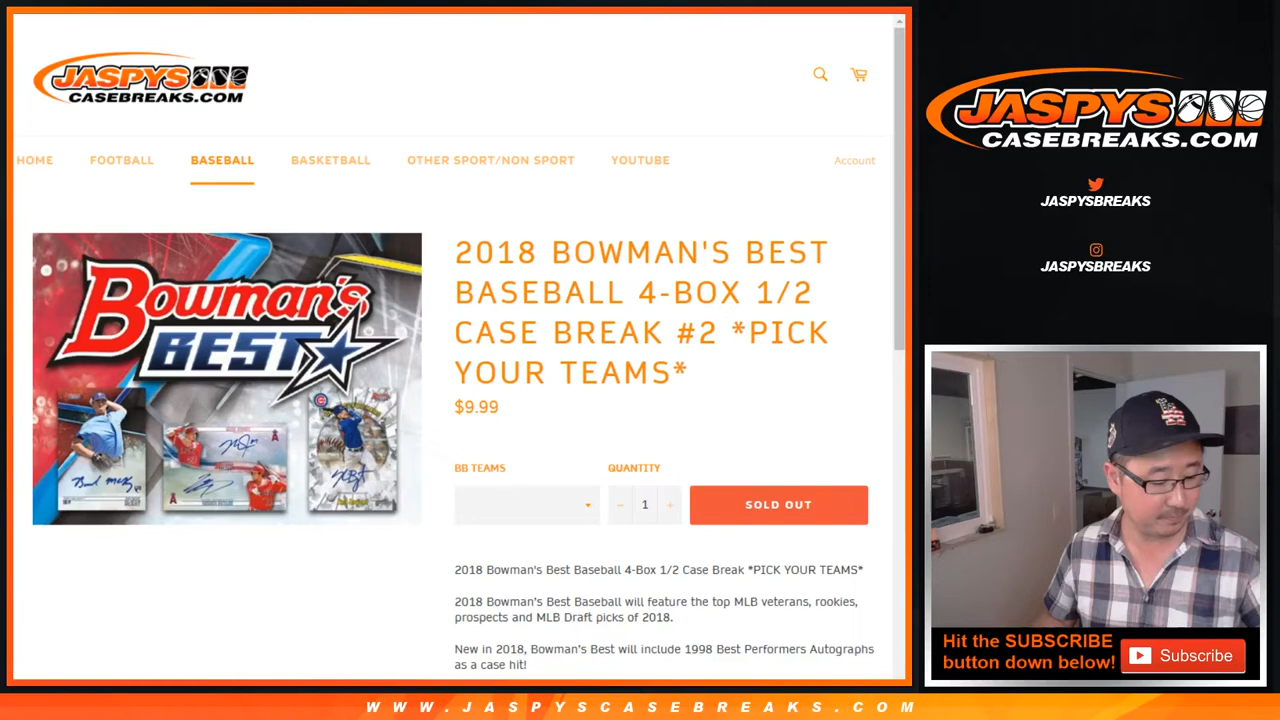 JASPYS
CASEBREAKS.COM
HOME
FOOTBALL
BASEBALL
BASKETBALL
OTHER SPORT/NON SPORT
YOUTUBE
Account
BOWMAN'S
BEST
2018 BOWMAN'S BEST
BASEBALL 4-BOX 1/2
CASE BREAK #2 *PICK
YOUR TEAMS*
$9.99
BB TEAMS
QUANTITY
1
SOLD OUT
2018 Bowman's Best Baseball 4-Box 1/2 Case Break *PICK YOUR TEAMS*
2018 Bowman's Best Baseball will feature the top MLB veterans, rookies,
prospects and MLB Draft picks of 2018.
New in 2018, Bowman's Best will include 1998 Best Performers Autographs
as a case hit!
JASPYS
CASEBREAKS.COM
JASPYSBREAKS
JASPYSBREAKS
LA
Hit the SUBSCRIBE
button down below!
Subscribe
WWW.JASPYSCASEBREAKS.COM